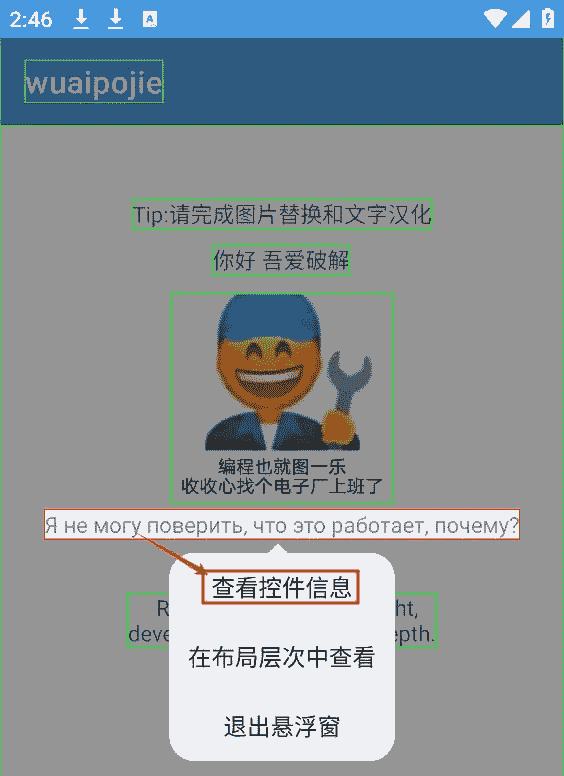 2:46
A
wuaipojie
Tip:请完成图片替换和文字汉化
你好 吾爱破解
编程也就图一乐
收收心找个电子厂上班了
Я не могу поверить, что это работает, почему?
查看控件信息
R ht,
deve epth.
在布局层次中查看
退出悬浮窗